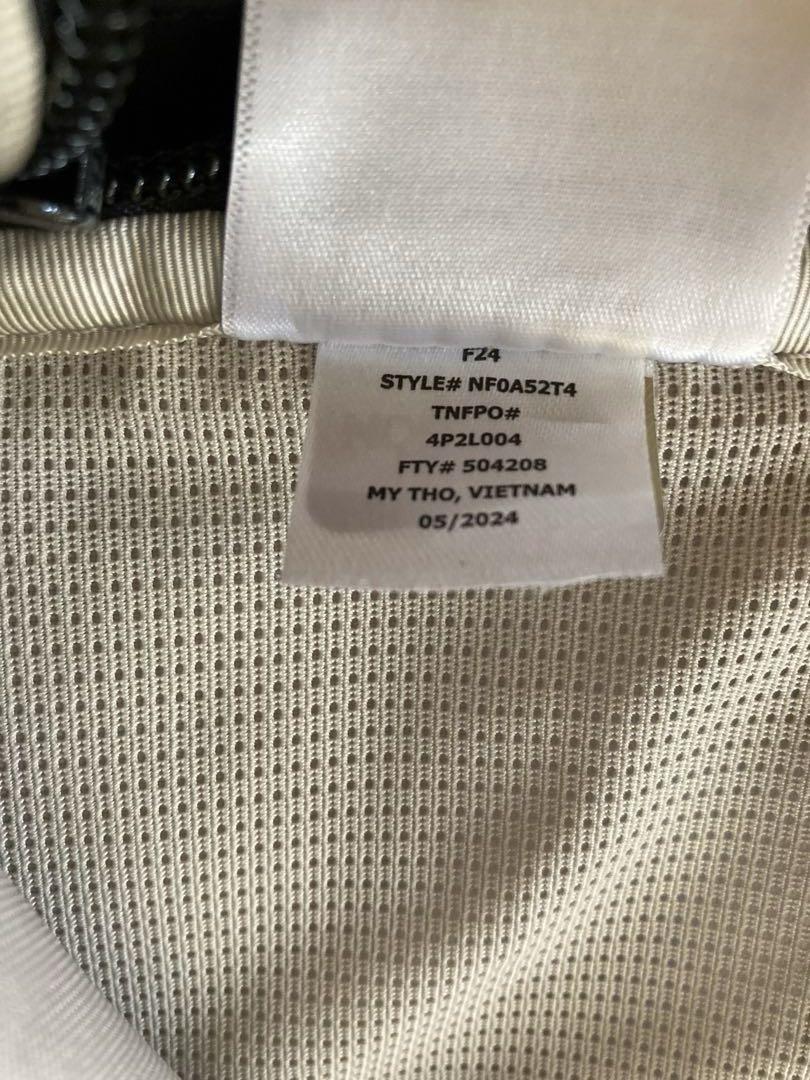 F24
STYLE# NF0A52T4
TNFPO#
4P2L004
FTY# 504208
MY THO, VIETNAM
05/2024